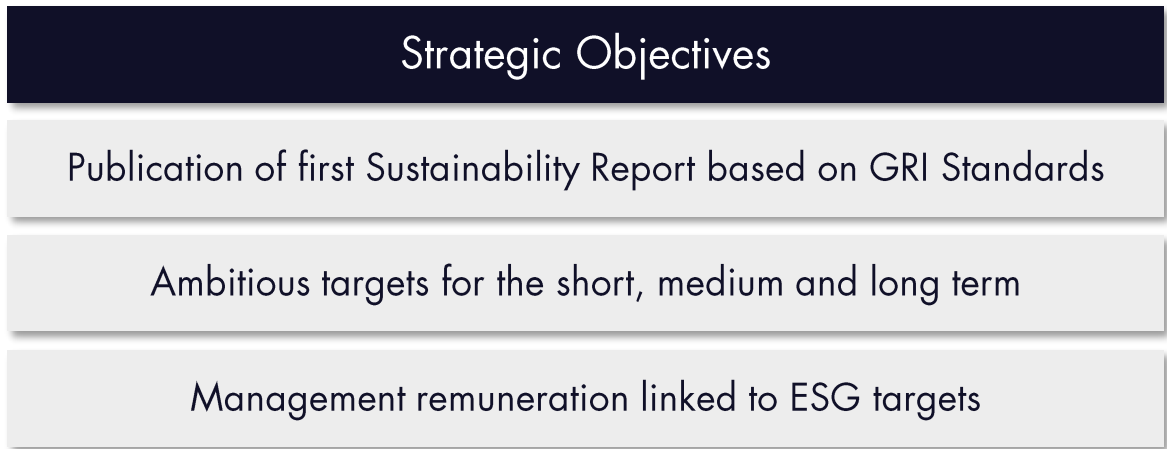 Strategic Objectives
Publication of first Sustainability Report based on GRI Standards
Ambitious targets for the short, medium and long term
Management remuneration linked to ESG targets